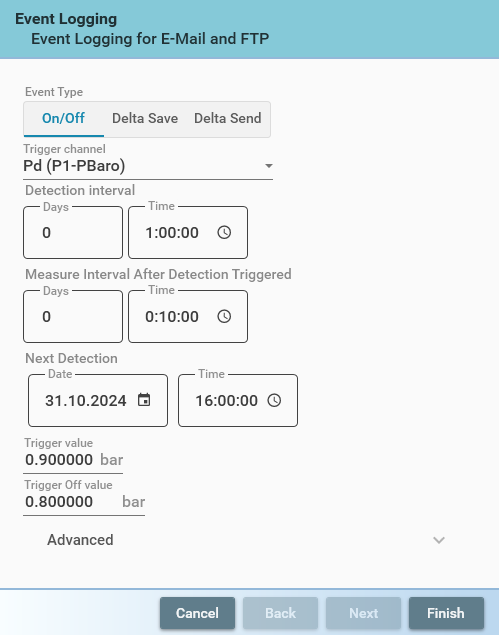 Event Logging
Event Logging for E-Mail and FTP
Event Type
On/Off Delta Save Delta Send
Trigger channel
Pd (P1-PBaro)
Detection interval
Days Time
0 1:00:00
Measure Interval After Detection Triggered
Days Time
0 0:10:00
Next Detection
Date Time
31.10.2024 16:00:00
Trigger value
0.900000 bar
Trigger Off value
0.800000 bar
Advanced
Cancel Back Next Finish